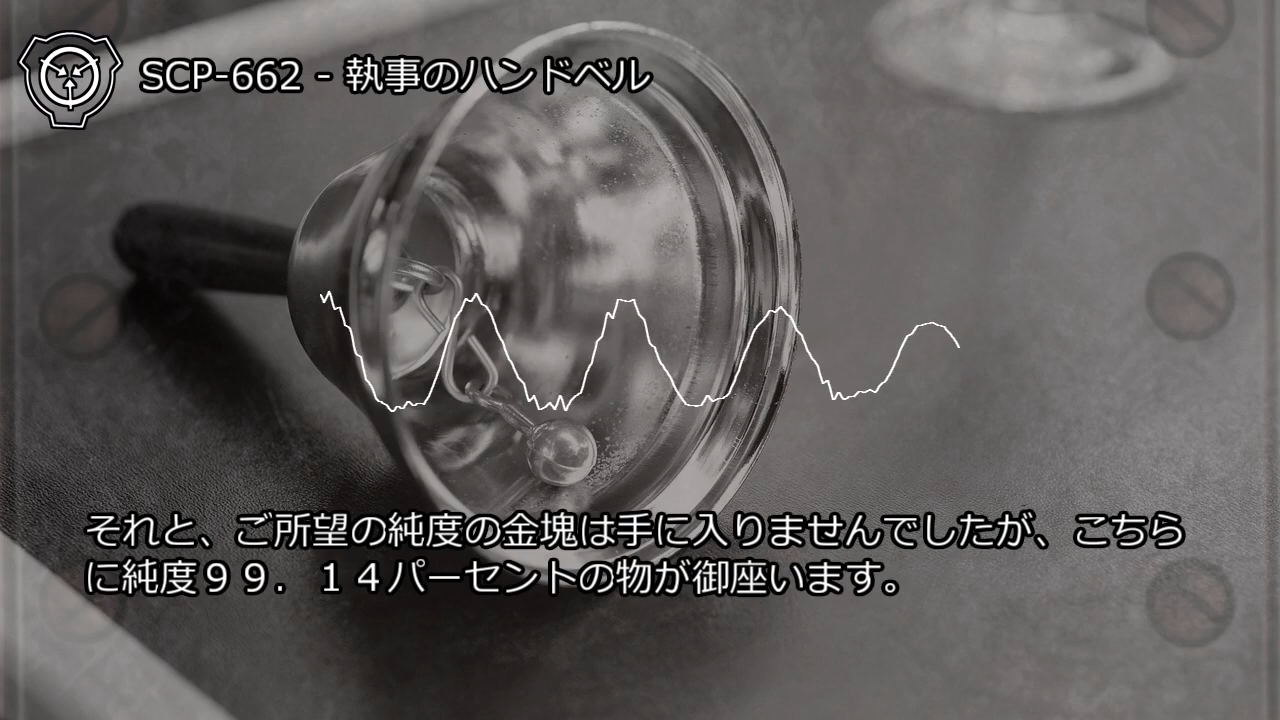 SCP-662 - 執事のハンドベル
それと、ご所望の純度の金塊は手に入りませんでしたが、こちら
に純度９９．１４パーセントの物が御座います。